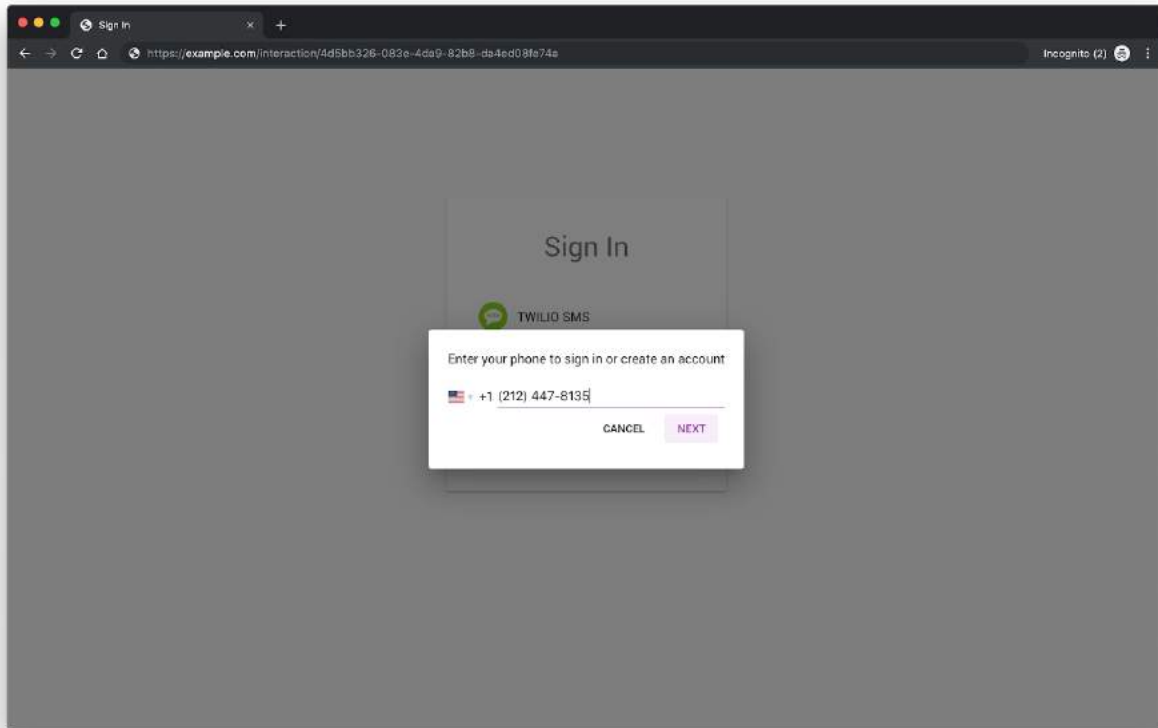 Sign In
https://example.com/interaction/4d5bb326-083e-4da9-82b8-da4ed08fe74a
Incognito (2)
Sign In
TWILIO SMS
Enter your phone to sign in or create an account
+1 (212) 447-8135
CANCEL NEXT